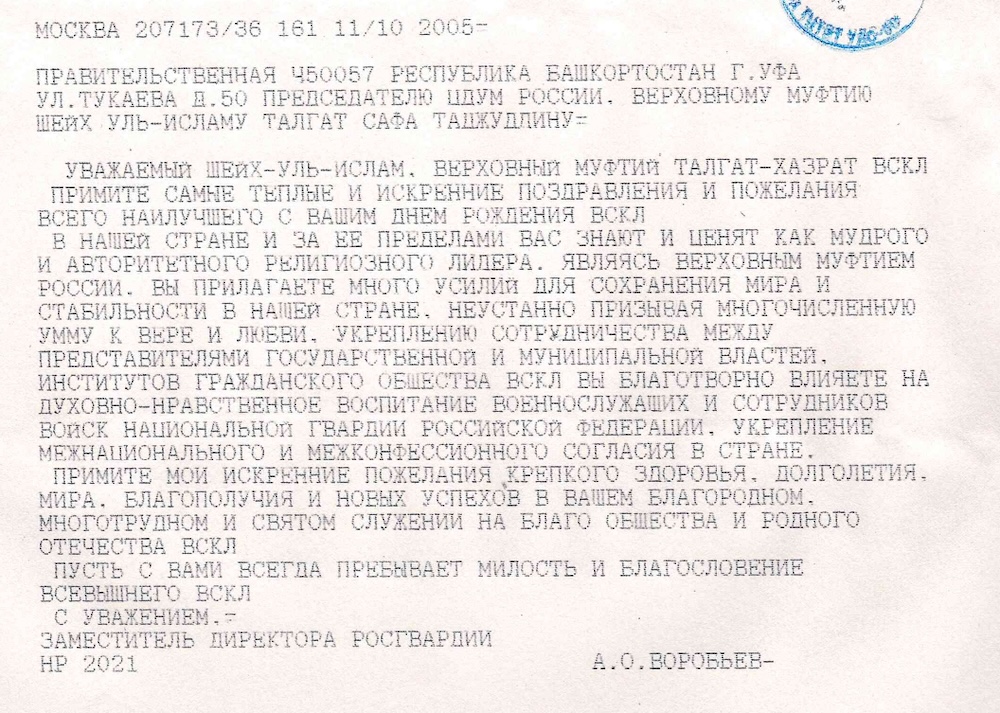 МОСКВА 207173/36 161 11/10 2005=
ПРАВИТЕЛЬСТВЕННАЯ Ч50057 РЕСПУБЛИКА БАШКОРТОСТАН Г.УФА
УЛ.ТУКАЕВА Д.50 ПРЕДСЕДАТЕЛЮ ЦДУМ РОССИИ, ВЕРХОВНОМУ МУФТИЮ
ШЕЙХ УЛЬ-ИСЛАМУ ТАЛГАТ САФА ТАДЖУДДИНУ=
УВАЖАЕМЫЙ ШЕЙХ-УЛЬ-ИСЛАМ, ВЕРХОВНЫЙ МУФТИЙ ТАЛГАТ-ХАЗРАТ ВСКЛ
ПРИМИТЕ САМЫЕ ТЕПЛЫЕ И ИСКРЕННИЕ ПОЗДРАВЛЕНИЯ И ПОЖЕЛАНИЯ
ВСЕГО НАИЛУЧШЕГО С ВАШИМ ДНЕМ РОЖДЕНИЯ ВСКЛ
В НАШЕЙ СТРАНЕ И ЗА ЕЕ ПРЕДЕЛАМИ ВАС ЗНАЮТ И ЦЕНЯТ КАК МУДРОГО
И АВТОРИТЕТНОГО РЕЛИГИОЗНОГО ЛИДЕРА. ЯВЛЯЯСЬ ВЕРХОВНЫМ МУФТИЕМ
РОССИИ, ВЫ ПРИЛАГАЕТЕ МНОГО УСИЛИЙ ДЛЯ СОХРАНЕНИЯ МИРА И
СТАБИЛЬНОСТИ В НАШЕЙ СТРАНЕ, НЕУСТАННО ПРИЗЫВАЯ МНОГОЧИСЛЕННУЮ
УММУ К ВЕРЕ И ЛЮБВИ, УКРЕПЛЕНИЮ СОТРУДНИЧЕСТВА МЕЖДУ
ПРЕДСТАВИТЕЛЯМИ ГОСУДАРСТВЕННОЙ И МУНИЦИПАЛЬНОЙ ВЛАСТЕЙ,
ИНСТИТУТОВ ГРАЖДАНСКОГО ОБЩЕСТВА ВСКЛ ВЫ БЛАГОТВОРНО ВЛИЯЕТЕ НА
ДУХОВНО-НРАВСТВЕННОЕ ВОСПИТАНИЕ ВОЕННОСЛУЖАЩИХ И СОТРУДНИКОВ
ВОЙСК НАЦИОНАЛЬНОЙ ГВАРДИИ РОССИЙСКОЙ ФЕДЕРАЦИИ, УКРЕПЛЕНИЕ
МЕЖНАЦИОНАЛЬНОГО И МЕЖКОНФЕССИОННОГО СОГЛАСИЯ В СТРАНЕ.
ПРИМИТЕ МОИ ИСКРЕННИЕ ПОЖЕЛАНИЯ КРЕПКОГО ЗДОРОВЬЯ, ДОЛГОЛЕТИЯ,
МИРА, БЛАГОПОЛУЧИЯ И НОВЫХ УСПЕХОВ В ВАШЕМ БЛАГОРОДНОМ,
МНОГОТРУДНОМ И СВЯТОМ СЛУЖЕНИИ НА БЛАГО ОБЩЕСТВА И РОДНОГО
ОТЕЧЕСТВА ВСКЛ
ПУСТЬ С ВАМИ ВСЕГДА ПРЕБЫВАЕТ МИЛОСТЬ И БЛАГОСЛОВЕНИЕ
ВСЕВЫШНЕГО ВСКЛ
С УВАЖЕНИЕМ,=
ЗАМЕСТИТЕЛЬ ДИРЕКТОРА РОСГВАРДИИ
НР 2021 А.О.ВОРОБЬЕВ-